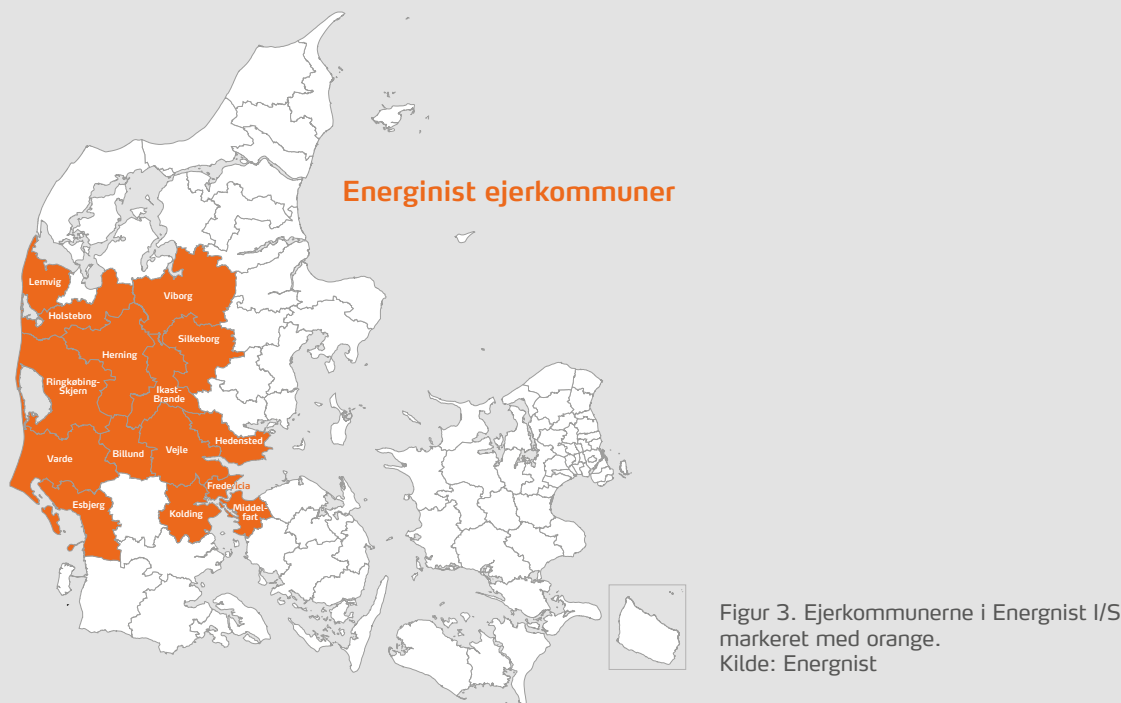 Energinist ejerkommuner
Lemvig
Viborg
Holstebro
Silkeborg
Herning
Ringkøbing-
Skjern
Ikast-
Brande
Hedensted
Vejle
Billund
Varde
Fredericia
Esbjerg
Middel-
fart
Kolding
Figur 3. Ejerkommunerne i Energnist I/S
markeret med orange.
Kilde: Energnist